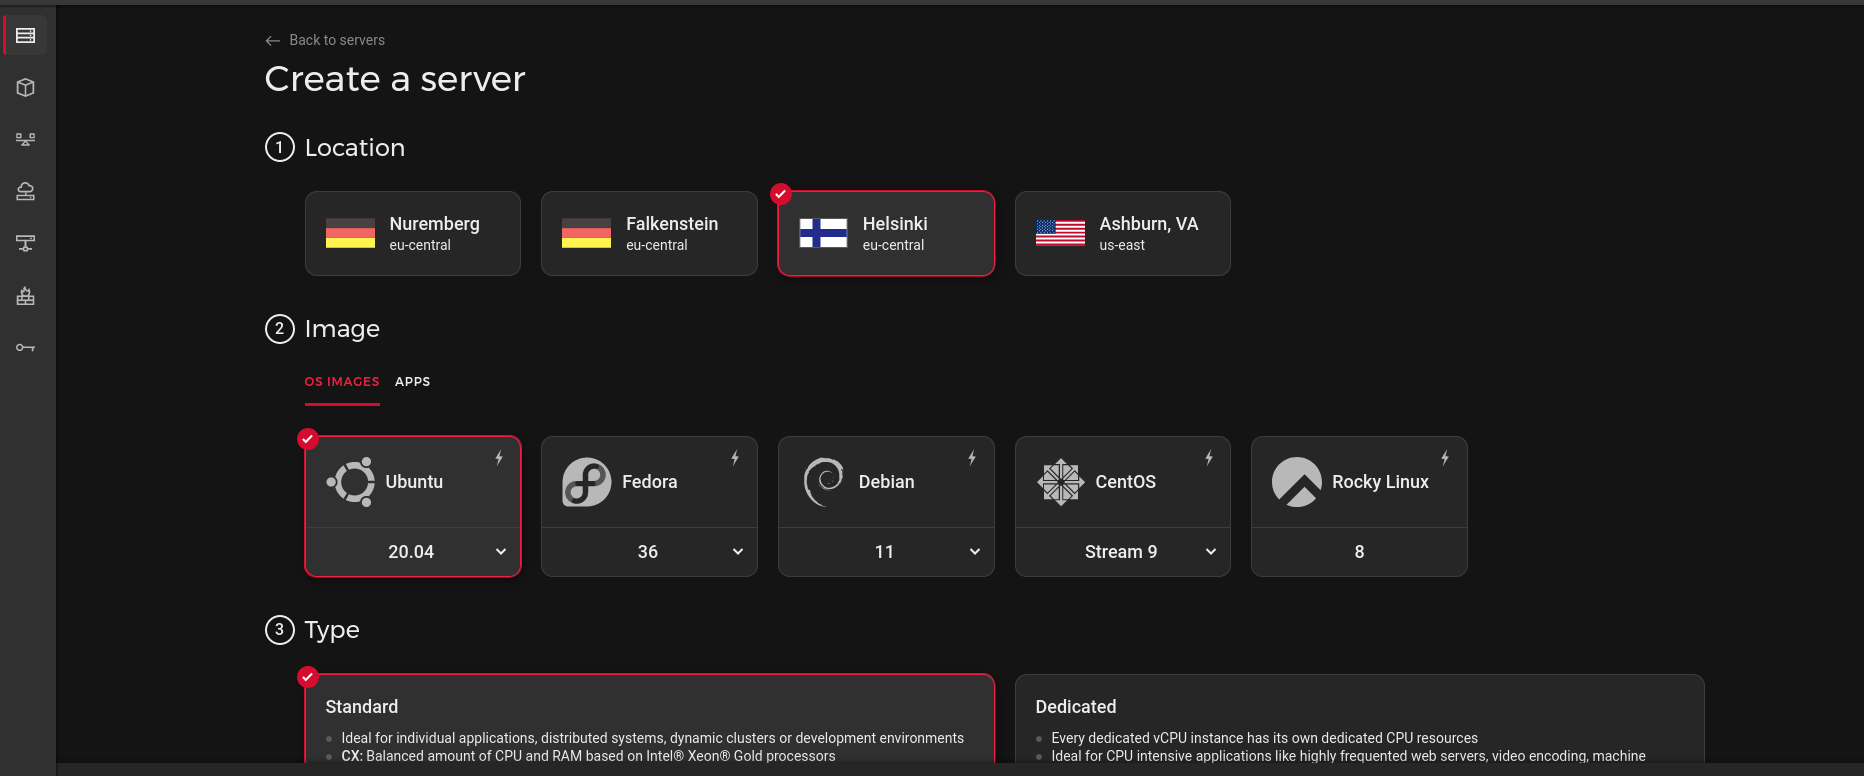 Back to servers
Create a server
1 Location
Nuremberg
eu-central
Falkenstein
eu-central
Helsinki
eu-central
Ashburn, VA
us-east
2 Image
OS IMAGES APPS
Ubuntu
20.04
Fedora
36
Debian
11
CentOS
Stream 9
Rocky Linux
8
3 Type
Standard
Ideal for individual applications, distributed systems, dynamic clusters or development environments
CX: Balanced amount of CPU and RAM based on Intel® Xeon® Gold processors
Dedicated
Every dedicated vCPU instance has its own dedicated CPU resources
Ideal for CPU intensive applications like highly frequented web servers, video encoding, machine